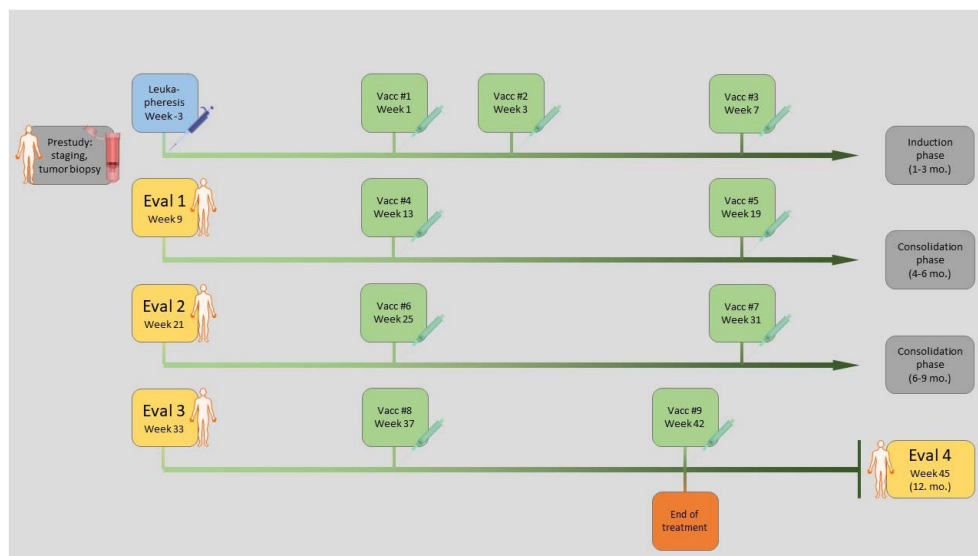 Leuka-
pheresis
Week -3
Vacc #1
Week 1
Vacc #2
Week 3
Vacc #3
Week 7
Prestudy:
staging,
tumor biopsy
Induction
phase
(1-3 mo.)
Eval 1
Week 9
Vacc #4
Week 13
Vacc #5
Week 19
Consolidation
phase
(4-6 mo.)
Eval 2
Week 21
Vacc #6
Week 25
Vacc #7
Week 31
Consolidation
phase
(6-9 mo.)
Eval 3
Week 33
Vacc #8
Week 37
Vacc #9
Week 42
Eval 4
Week 45
(12. mo.)
End of
treatment